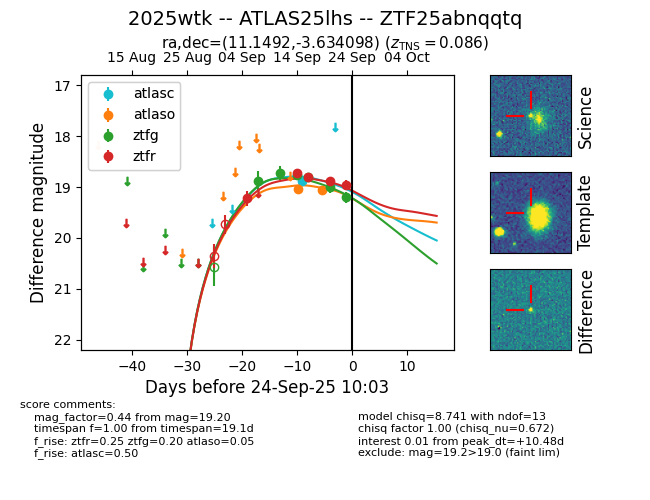 2025wtk -- ATLAS25lhs -- ZTF25abnqqtq
ra,dec=(11.1492,-3.634098) (z_TNS = 0.086)
15 Aug 25 Aug 04 Sep 14 Sep 24 Sep 04 Oct
atlasc
atlaso
ztfg
ztfr
17
18
19
20
21
22
Difference magnitude
−40 −30 −20 −10 0 10
Days before 24-Sep-25 10:03
Science
Template
Difference
score comments:
mag_factor=0.44 from mag=19.20
timespan f=1.00 from timespan=19.1d
f_rise: ztfr=0.25 ztfg=0.20 atlaso=0.05
f_rise: atlasc=0.50
model chisq=8.741 with ndof=13
chisq factor 1.00 (chisq_nu=0.672)
interest 0.01 from peak_dt=+10.48d
exclude: mag=19.2>19.0 (faint lim)